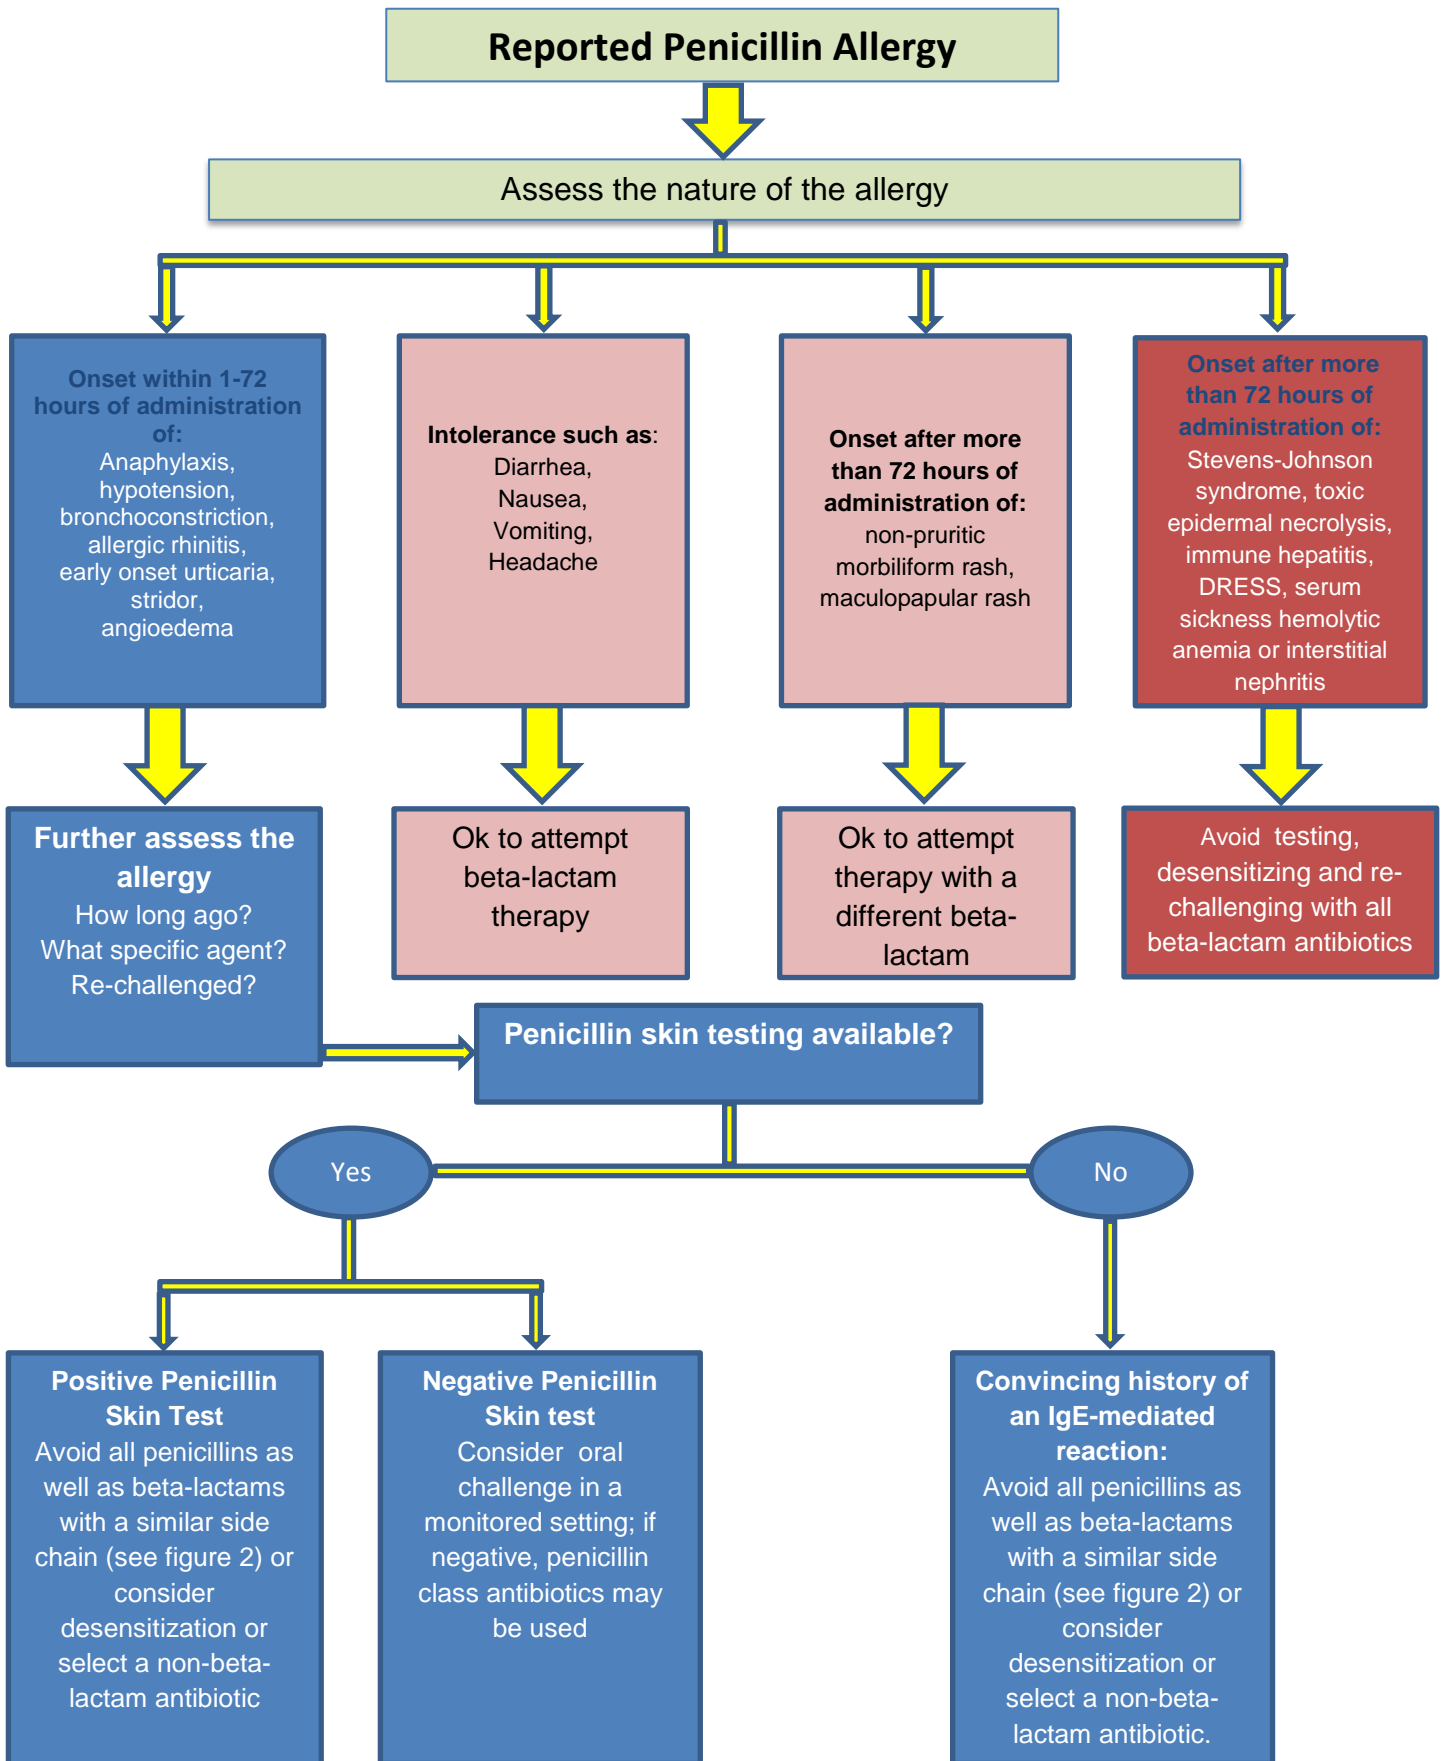 Reported Penicillin Allergy
Assess the nature of the allergy
Onset within 1-72
hours of administration
of:
Anaphylaxis,
hypotension,
bronchoconstriction,
allergic rhinitis,
early onset urticaria,
stridor,
angioedema
Intolerance such as:
Diarrhea,
Nausea,
Vomiting,
Headache
Onset after more
than 72 hours of
administration of:
non-pruritic
morbiliform rash,
maculopapular rash
Onset after more
than 72 hours of
administration of:
Stevens-Johnson
syndrome, toxic
epidermal necrolysis,
immune hepatitis,
DRESS, serum
sickness hemolytic
anemia or interstitial
nephritis
Further assess the
allergy
How long ago?
What specific agent?
Re-challenged?
Ok to attempt
beta-lactam
therapy
Ok to attempt
therapy with a
different beta-
lactam
Avoid testing,
desensitizing and re-
challenging with all
beta-lactam antibiotics
Penicillin skin testing available?
Yes
No
Positive Penicillin
Skin Test
Avoid all penicillins as
well as beta-lactams
with a similar side
chain (see figure 2) or
consider
desensitization or
select a non-beta-
lactam antibiotic
Negative Penicillin
Skin test
Consider oral
challenge in a
monitored setting; if
negative, penicillin
class antibiotics may
be used
Convincing history of
an IgE-mediated
reaction:
Avoid all penicillins as
well as beta-lactams
with a similar side
chain (see figure 2) or
consider
desensitization or
select a non-beta-
lactam antibiotic.